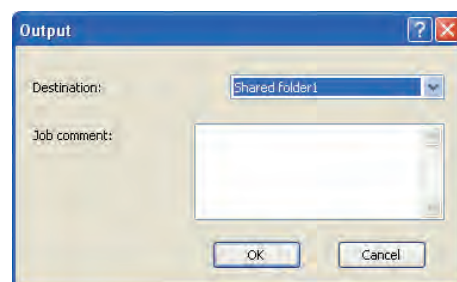 Output
Destination:
Shared folder1
Job comment:
OK
Cancel